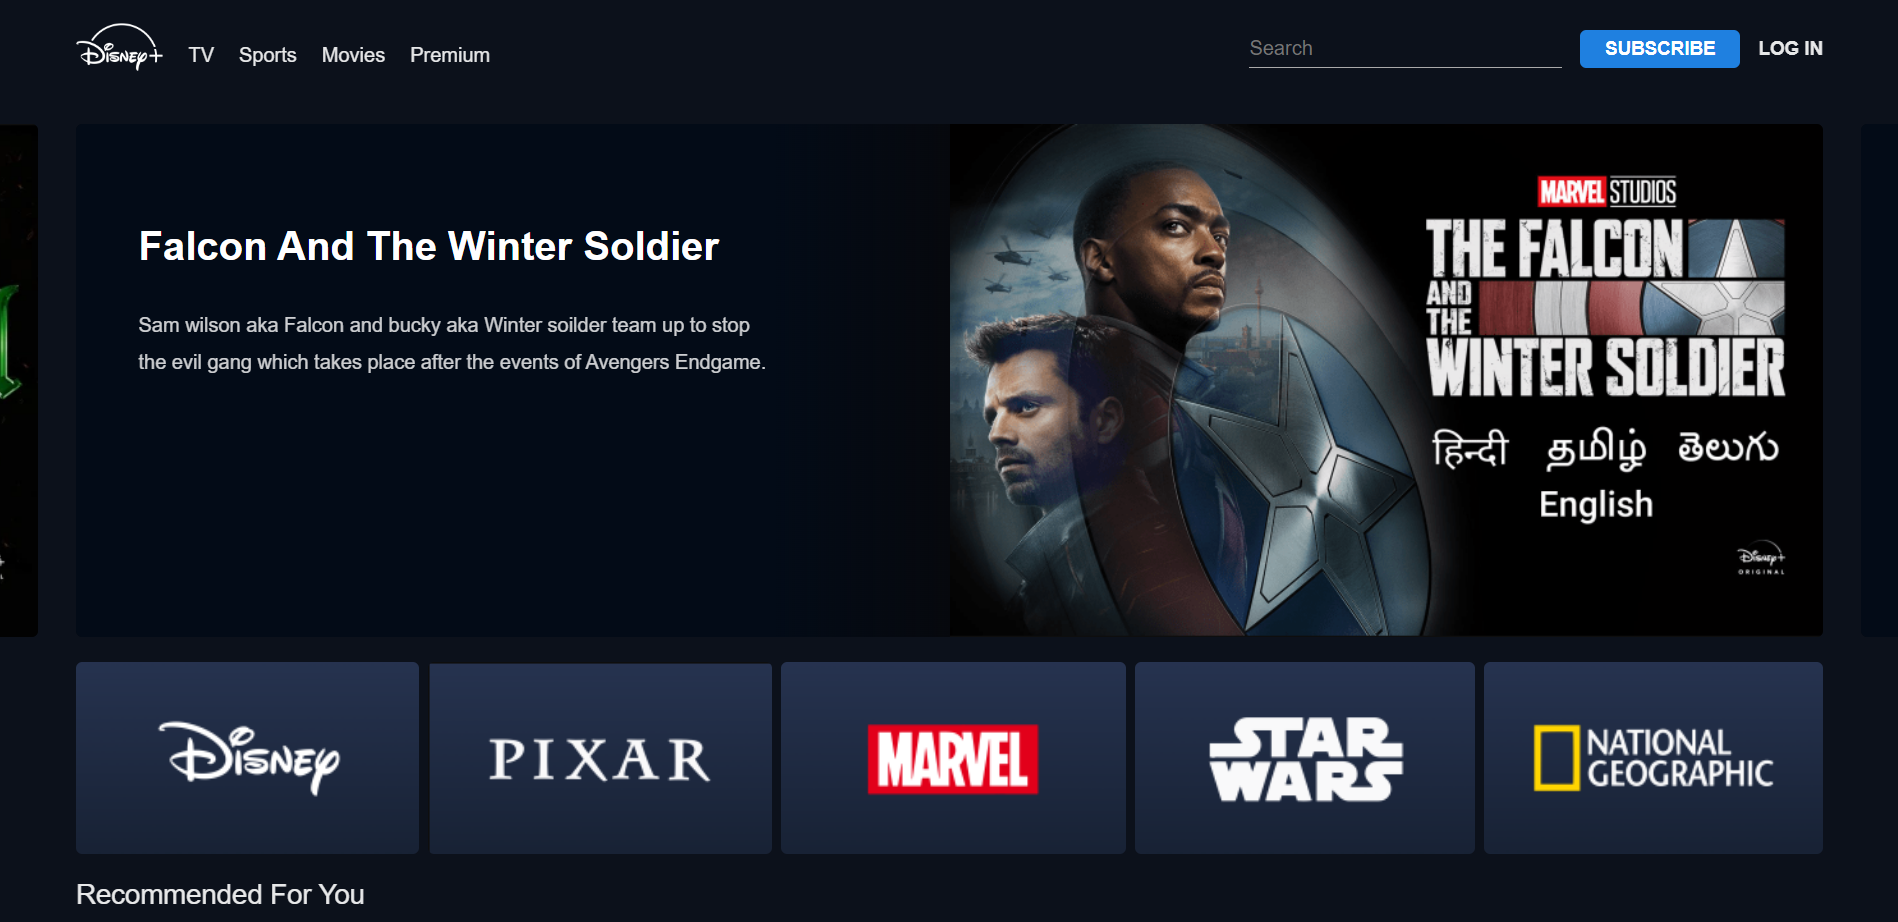 Disney+
TV Sports Movies Premium
Search
SUBSCRIBE
LOG IN
Falcon And The Winter Soldier
Sam wilson aka Falcon and bucky aka Winter soilder team up to stop
the evil gang which takes place after the events of Avengers Endgame.
MARVEL STUDIOS
THE FALCON
AND
THE
WINTER SOLDIER
हिन्दी தமிழ் తెలుగు
English
Disney+
ORIGINAL
Disney
PIXAR
MARVEL
STAR
WARS
NATIONAL
GEOGRAPHIC
Recommended For You